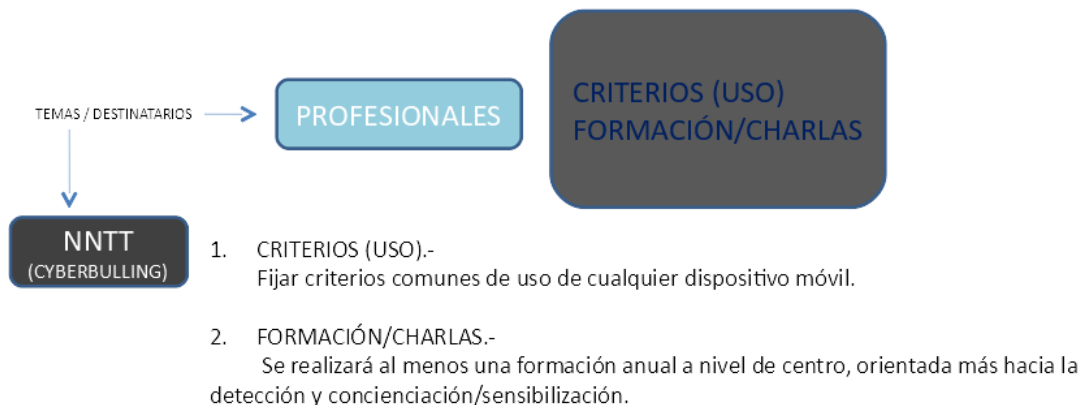 TEMAS / DESTINATARIOS
PROFESIONALES
CRITERIOS (USO)
FORMACIÓN/CHARLAS
NNTT
(CYBERBULLING)
1. CRITERIOS (USO).-
Fijar criterios comunes de uso de cualquier dispositivo móvil.
2. FORMACIÓN/CHARLAS.-
Se realizará al menos una formación anual a nivel de centro, orientada más hacia la
detección y concienciación/sensibilización.